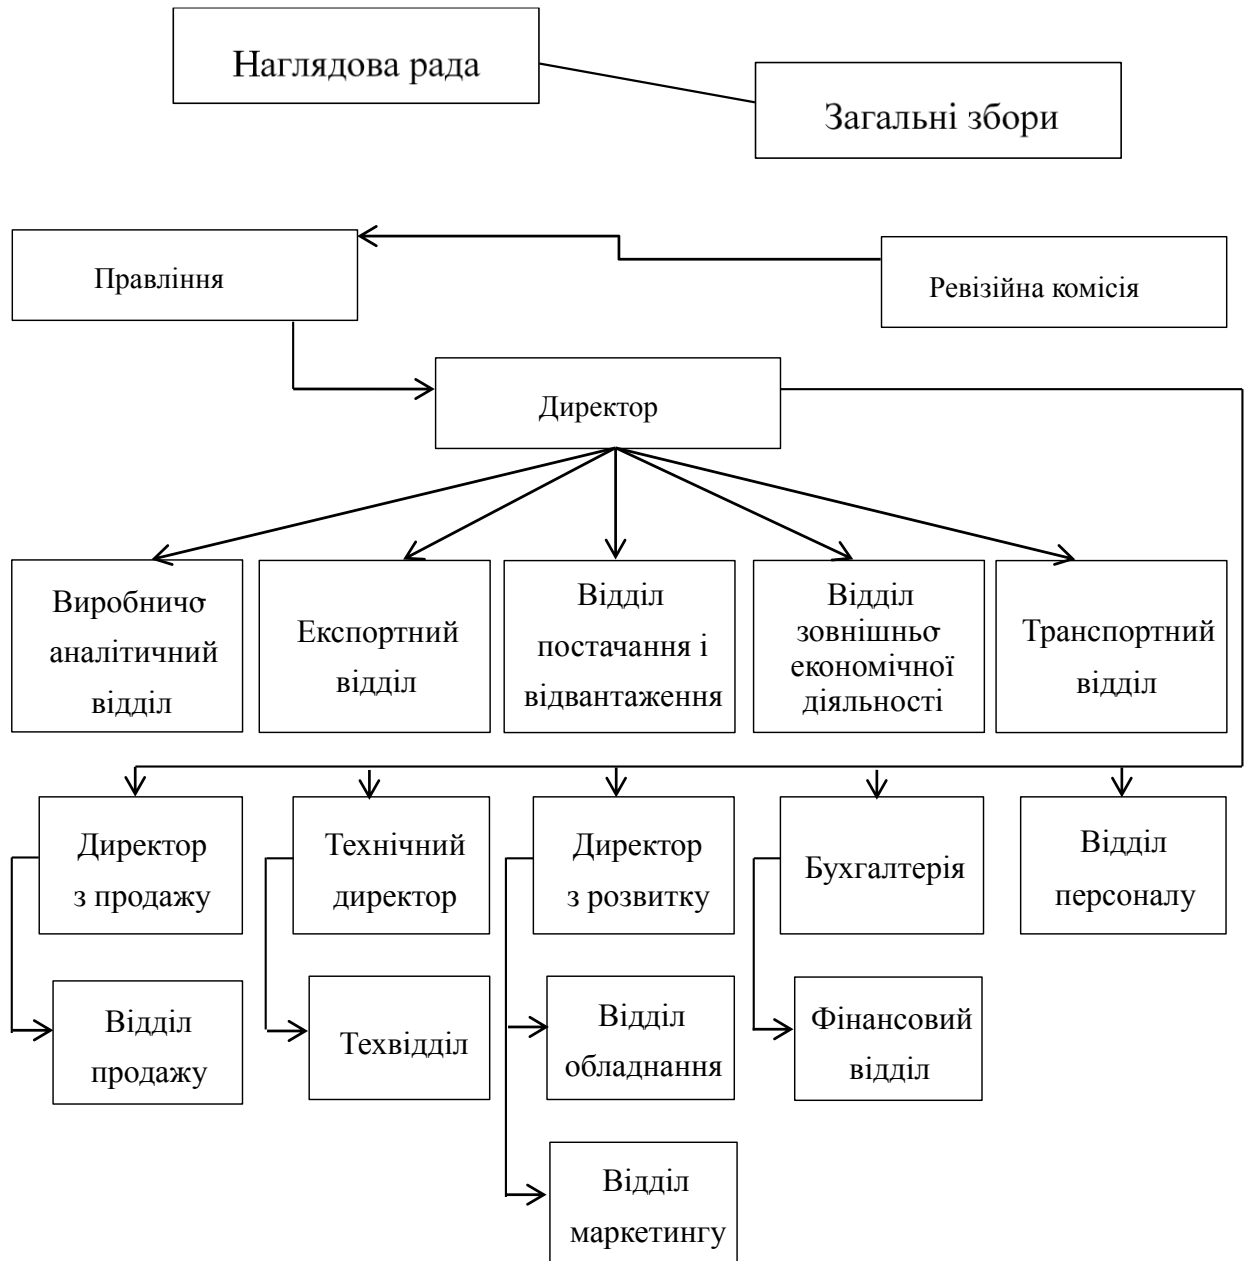 Наглядова рада
Загальні збори
Правління
Ревізійна комісія
Директор
Виробничо-
аналітичний
відділ
Експортний
відділ
Відділ
постачання і
відвантаження
Відділ
зовнішньо-
економічної
діяльності
Транспортний
відділ
Директор
з продажу
Технічний
директор
Директор
з розвитку
Бухгалтерія
Відділ
персоналу
Відділ
продажу
Техвідділ
Відділ
обладнання
Фінансовий
відділ
Відділ
маркетингу